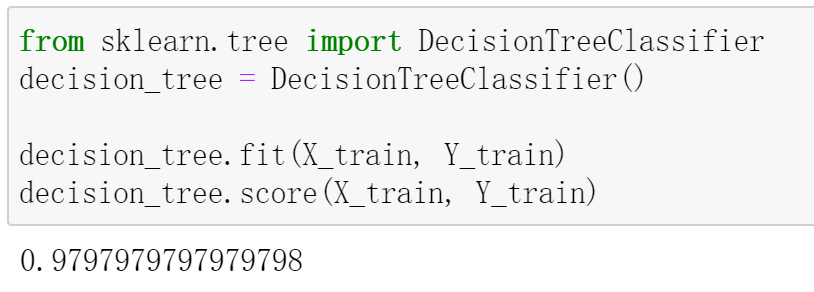 from sklearn.tree import DecisionTreeClassifier
decision_tree = DecisionTreeClassifier()
decision_tree.fit(X_train, Y_train)
decision_tree.score(X_train, Y_train)
0.9797979797979798